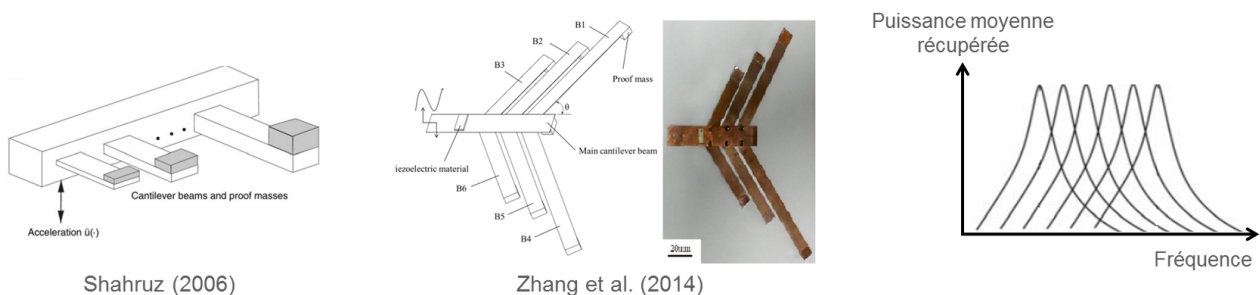 Cantilever beams and proof masses
Acceleration ü(·)
Shahruz (2006)
B1
B2
B3
Proof mass
θ
Main cantilever beam
iezoelectric material
B6
B5
B4
20mm
Zhang et al. (2014)
Puissance moyenne
récupérée
Fréquence